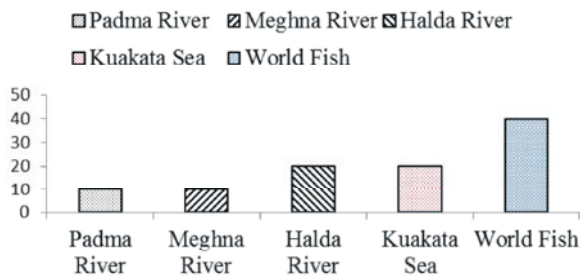 Padma River Meghna River Halda River
Kuakata Sea World Fish
50
40
30
20
10
0
Padma River
Meghna River
Halda River
Kuakata Sea
World Fish